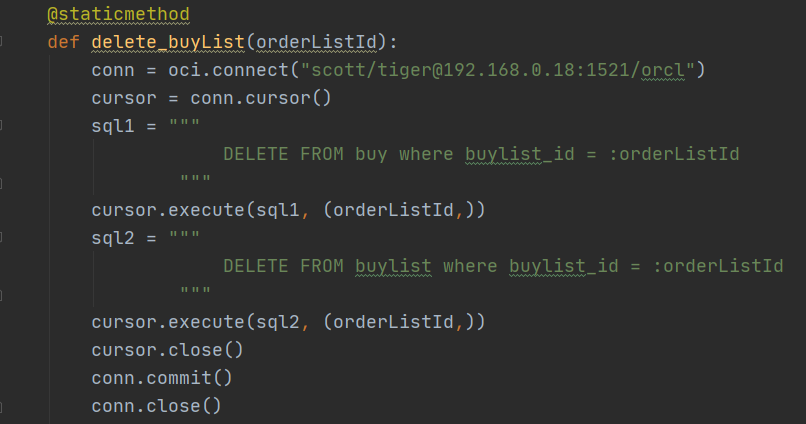 @staticmethod
def delete_buyList(orderListId):
conn = oci.connect("scott/tiger@192.168.0.18:1521/orcl")
cursor = conn.cursor()
sql1 = """
DELETE FROM buy where buylist_id = :orderListId
"""
cursor.execute(sql1, (orderListId,))
sql2 = """
DELETE FROM buylist where buylist_id = :orderListId
"""
cursor.execute(sql2, (orderListId,))
cursor.close()
conn.commit()
conn.close()